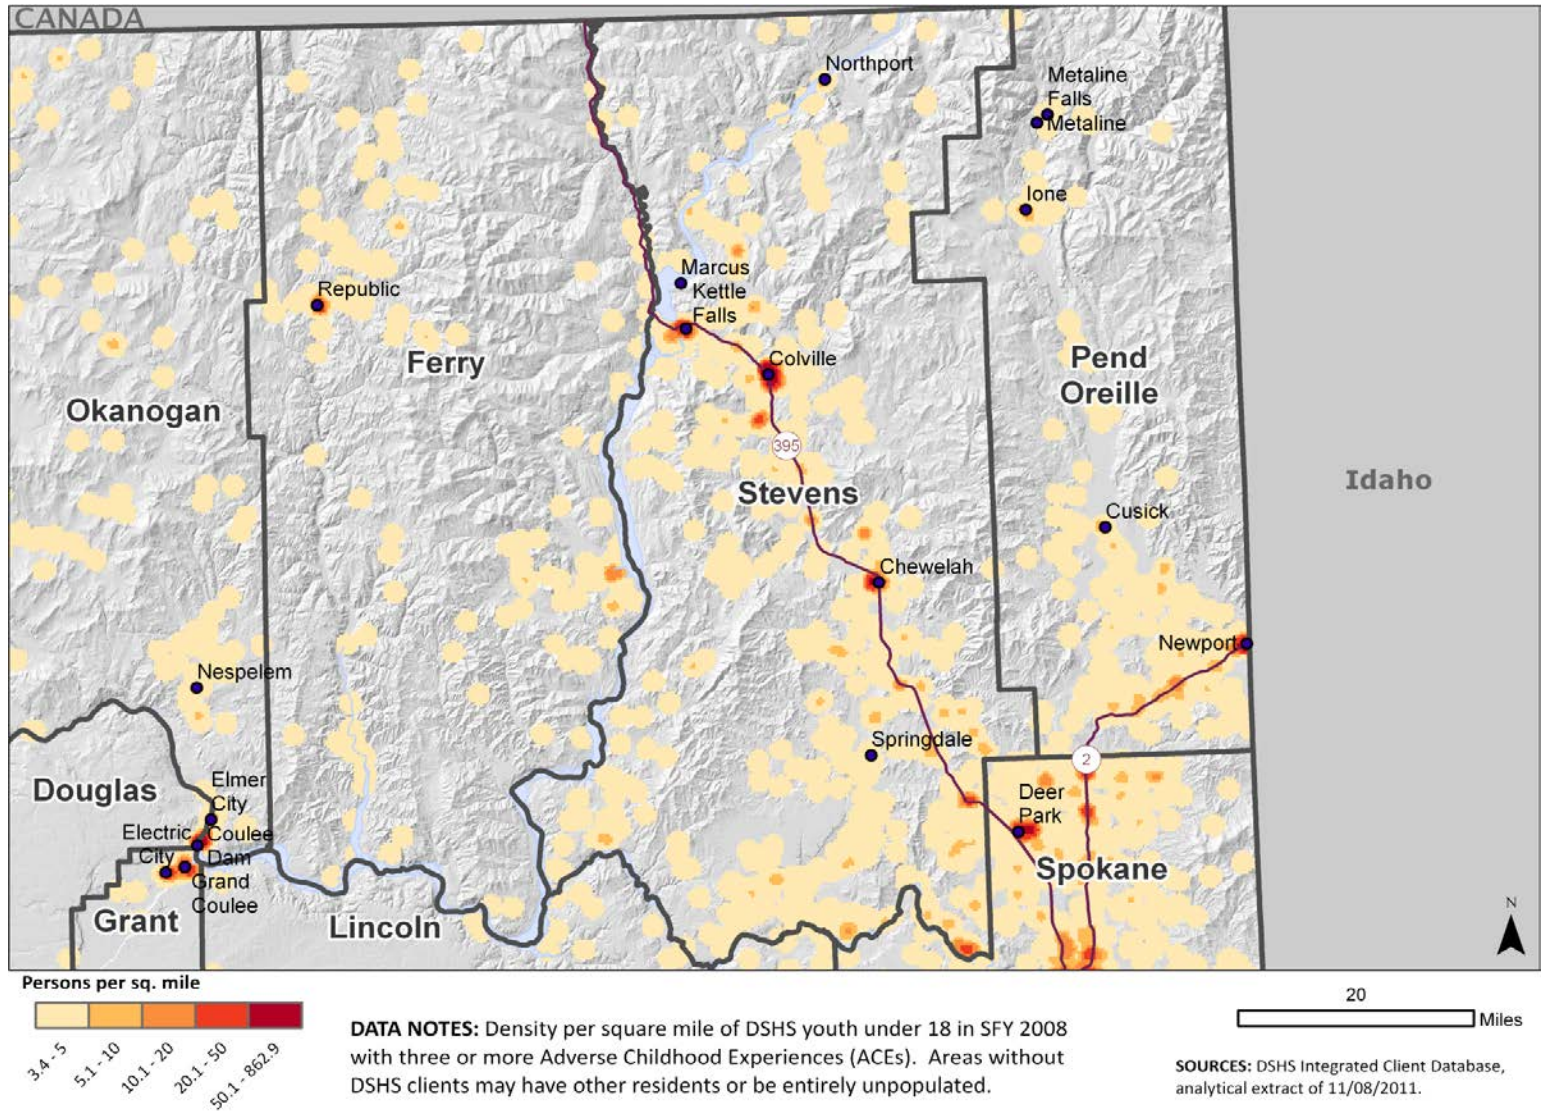 CANADA
Northport
Metaline
Falls
Metaline
Ione
Marcus
Kettle
Falls
Republic
Ferry
Colville
Pend
Oreille
Okanogan
395
Idaho
Stevens
Cusick
Chewelah
Newport
Nespelem
Springdale
2
Douglas
Elmer
City
Deer
Park
Electric
City
Coulee
Dam
Grand
Coulee
Spokane
Grant
Lincoln
N
Persons per sq. mile
3.4 - 5
5.1 - 10
10.1 - 20
20.1 - 50
50.1 - 862.9
DATA NOTES: Density per square mile of DSHS youth under 18 in SFY 2008
with three or more Adverse Childhood Experiences (ACEs). Areas without
DSHS clients may have other residents or be entirely unpopulated.
20
Miles
SOURCES: DSHS Integrated Client Database,
analytical extract of 11/08/2011.